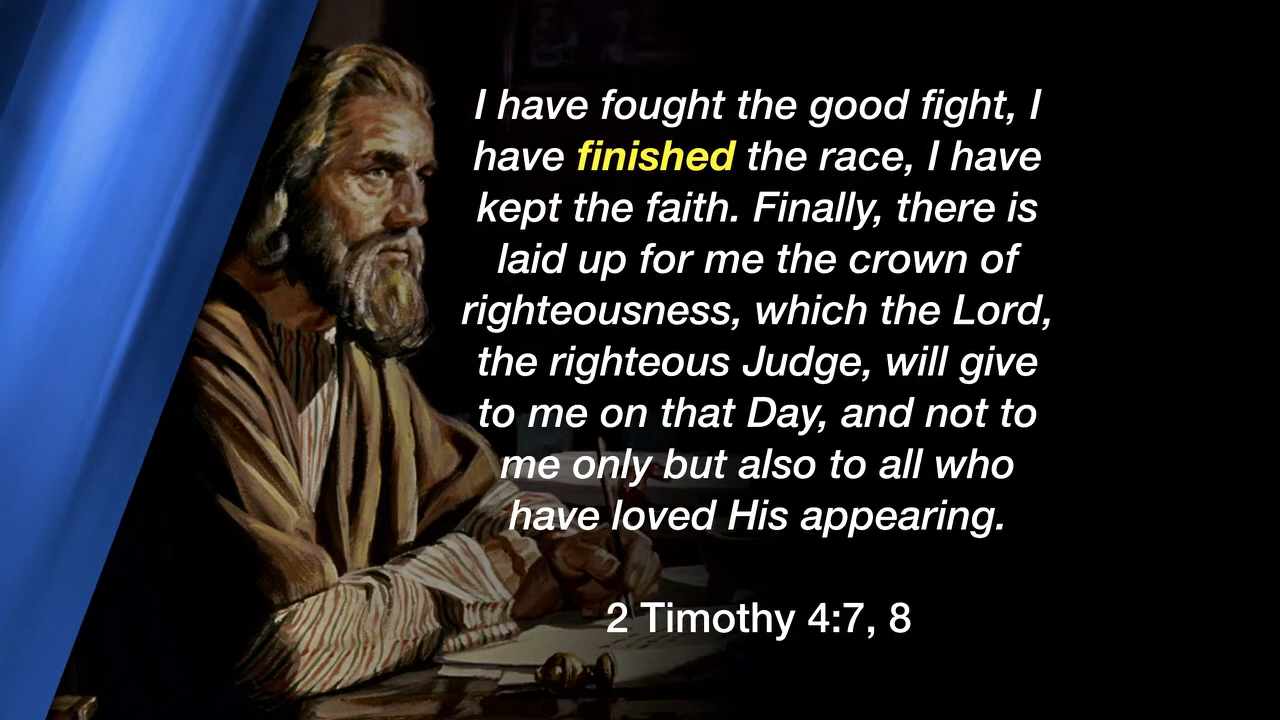 I have fought the good fight, I
have finished the race, I have
kept the faith. Finally, there is
laid up for me the crown of
righteousness, which the Lord,
the righteous Judge, will give
to me on that Day, and not to
me only but also to all who
have loved His appearing.
2 Timothy 4:7, 8